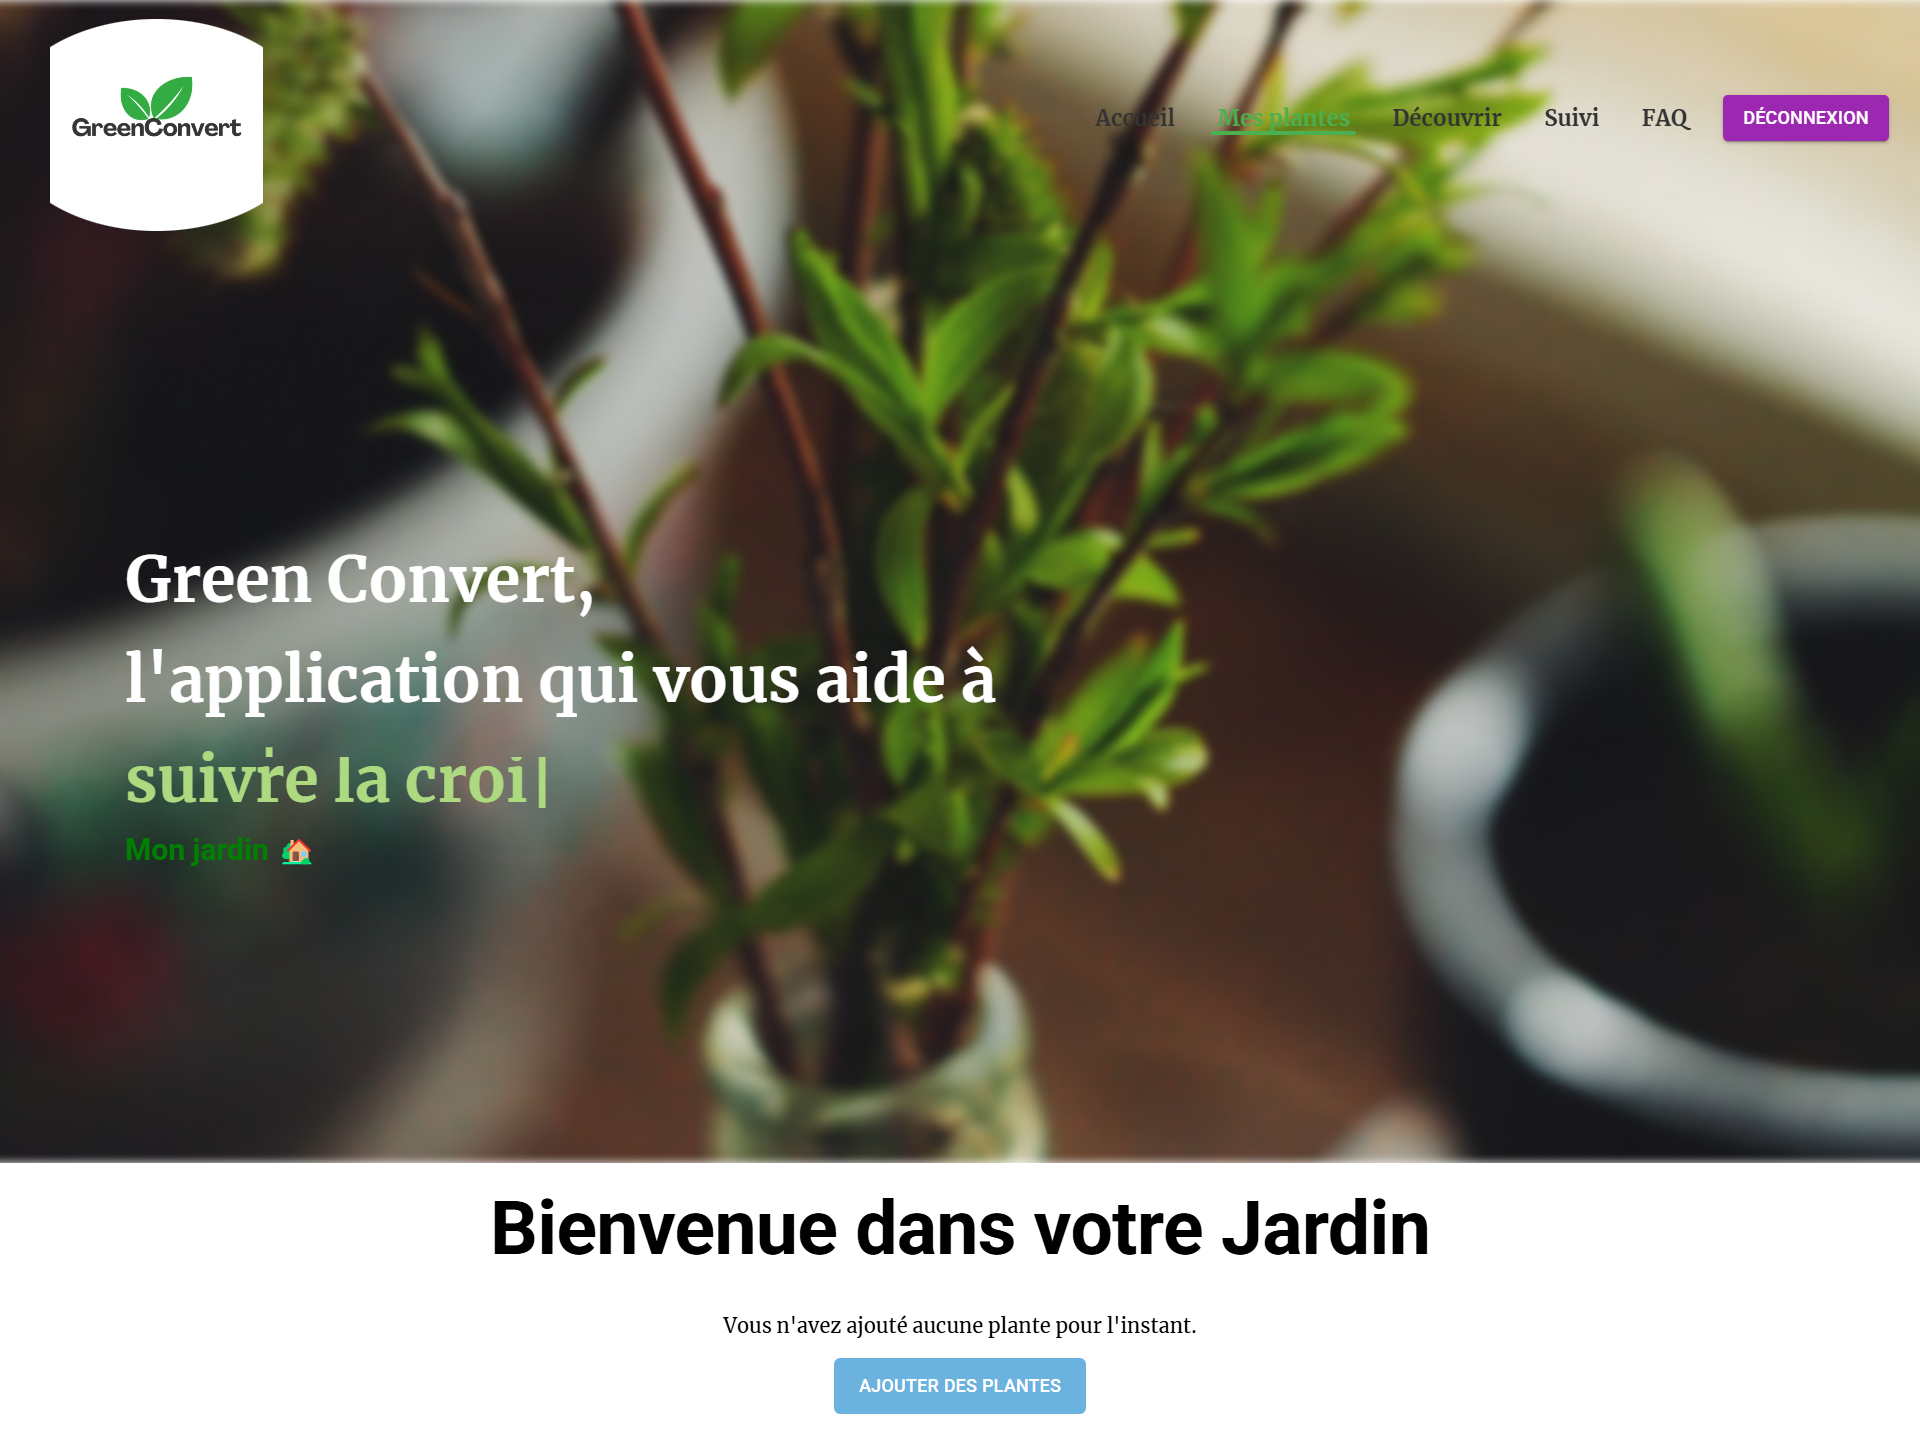 GreenConvert
Accueil Mes plantes Découvrir Suivi FAQ DÉCONNEXION
Green Convert,
l'application qui vous aide à
suivre la croi|
Mon jardin 🏡
Bienvenue dans votre Jardin
Vous n'avez ajouté aucune plante pour l'instant.
AJOUTER DES PLANTES